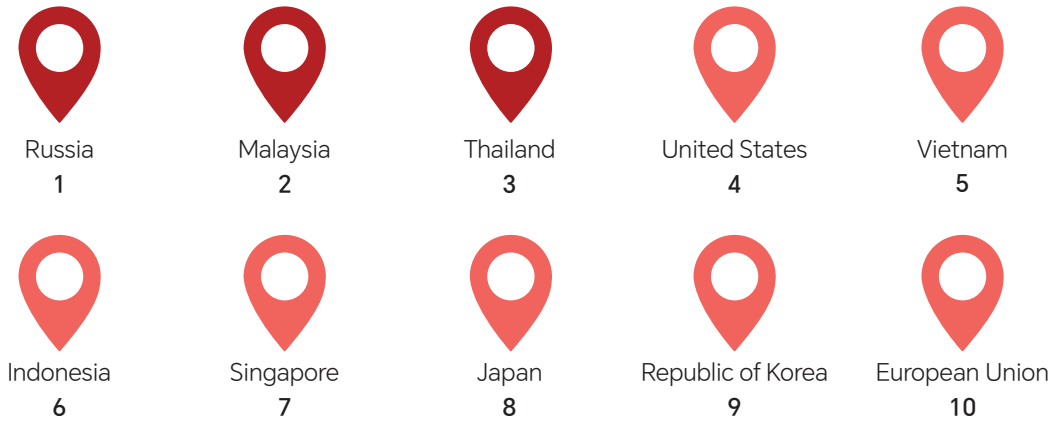 Russia
1
Malaysia
2
Thailand
3
United States
4
Vietnam
5
Indonesia
6
Singapore
7
Japan
8
Republic of Korea
9
European Union
10